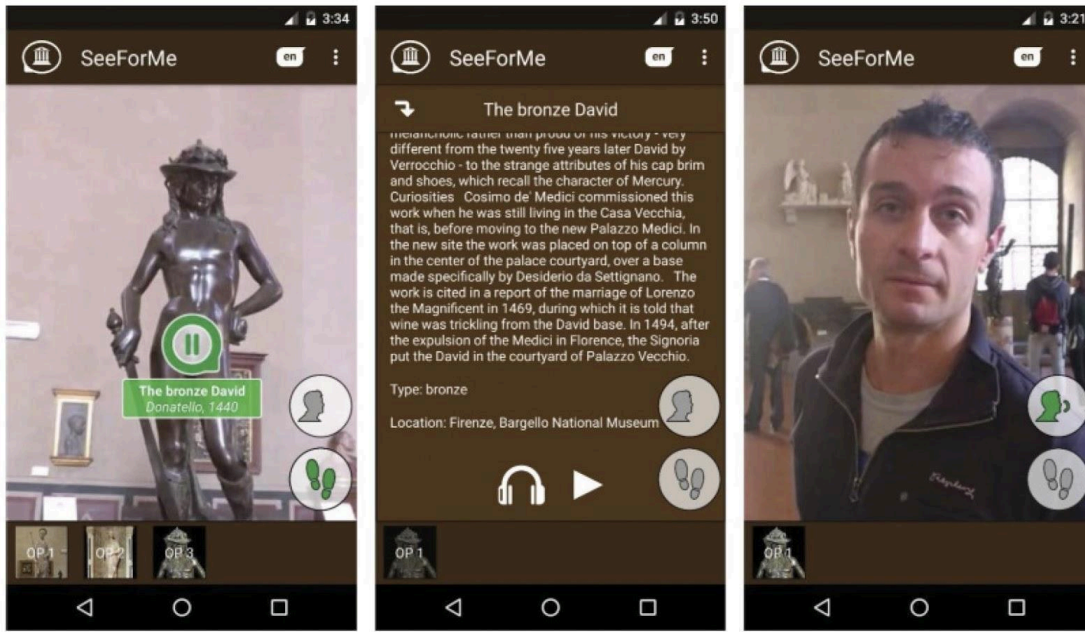 3:34
SeeForMe
en
The bronze David
Donatello, 1440
OP 1
OP 2
OP 3
3:50
SeeForMe
en
The bronze David
melancholic rather than proud of his victory - very
different from the twenty five years later David by
Verrocchio - to the strange attributes of his cap brim
and shoes, which recall the character of Mercury.
Curiosities Cosimo de' Medici commissioned this
work when he was still living in the Casa Vecchia,
that is, before moving to the new Palazzo Medici. In
the new site the work was placed on top of a column
in the center of the palace courtyard, over a base
made specifically by Desiderio da Settignano. The
work is cited in a report of the marriage of Lorenzo
the Magnificent in 1469, during which it is told that
wine was trickling from the David base. In 1494, after
the expulsion of the Medici in Florence, the Signoria
put the David in the courtyard of Palazzo Vecchio.
Type: bronze
Location: Firenze, Bargello National Museum
OP 1
3:21
SeeForMe
en
OP 1